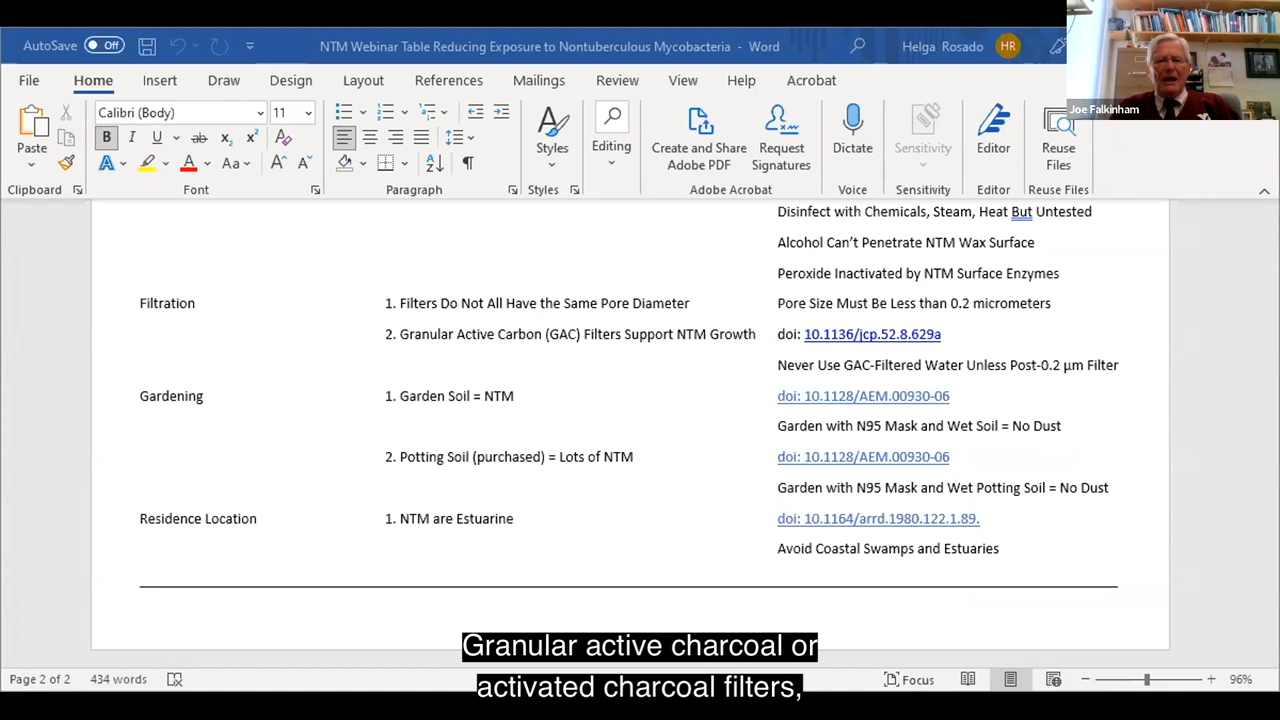 AutoSave Off NTM Webinar Table Reducing Exposure to Nontuberculous Mycobacteria - Word Helga Rosado HR
Joe Falkinham
File Home Insert Draw Design Layout References Mailings Review View Help Acrobat
Calibri (Body) 11
Paste
B I U ab x₂ x²
A A Aa A A
Styles
Editing
Create and Share
Adobe PDF
Request
Signatures
Dictate
Sensitivity
Editor
Reuse
Files
Clipboard Font Paragraph Styles Adobe Acrobat Voice Sensitivity Editor Reuse Files
Disinfect with Chemicals, Steam, Heat But Untested
Alcohol Can't Penetrate NTM Wax Surface
Peroxide Inactivated by NTM Surface Enzymes
Filtration 1. Filters Do Not All Have the Same Pore Diameter Pore Size Must Be Less than 0.2 micrometers
2. Granular Active Carbon (GAC) Filters Support NTM Growth doi: 10.1136/jcp.52.8.629a
Never Use GAC-Filtered Water Unless Post-0.2 µm Filter
Gardening 1. Garden Soil = NTM doi: 10.1128/AEM.00930-06
Garden with N95 Mask and Wet Soil = No Dust
2. Potting Soil (purchased) = Lots of NTM doi: 10.1128/AEM.00930-06
Garden with N95 Mask and Wet Potting Soil = No Dust
Residence Location 1. NTM are Estuarine doi: 10.1164/arrd.1980.122.1.89.
Avoid Coastal Swamps and Estuaries
Granular active charcoal or
activated charcoal filters,
Page 2 of 2 434 words Focus 96%